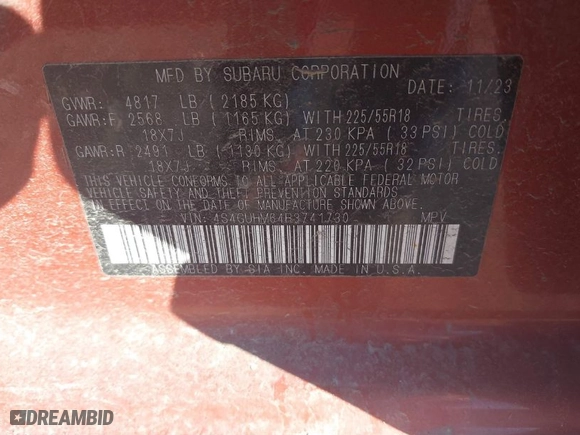 MFD BY SUBARU CORPORATION
DATE: 11/23
GVWR: 4817 LB (2185 KG)
GAWR:F 2568 LB (1165 KG) WITH 225/55R18 TIRES,
18X7J RIMS, AT 230 KPA (33 PSI) COLD
GAWR:R 2491 LB (1130 KG) WITH 225/55R18 TIRES,
18X7J RIMS, AT 220 KPA (32 PSI) COLD
THIS VEHICLE CONFORMS TO ALL APPLICABLE FEDERAL MOTOR
VEHICLE SAFETY AND THEFT PREVENTION STANDARDS
IN EFFECT ON THE DATE OF MANUFACTURE SHOWN ABOVE.
VIN: 4S4GUHM64R3741730 MPV
ASSEMBLED BY SIA INC. MADE IN U.S.A.
DREAMBID